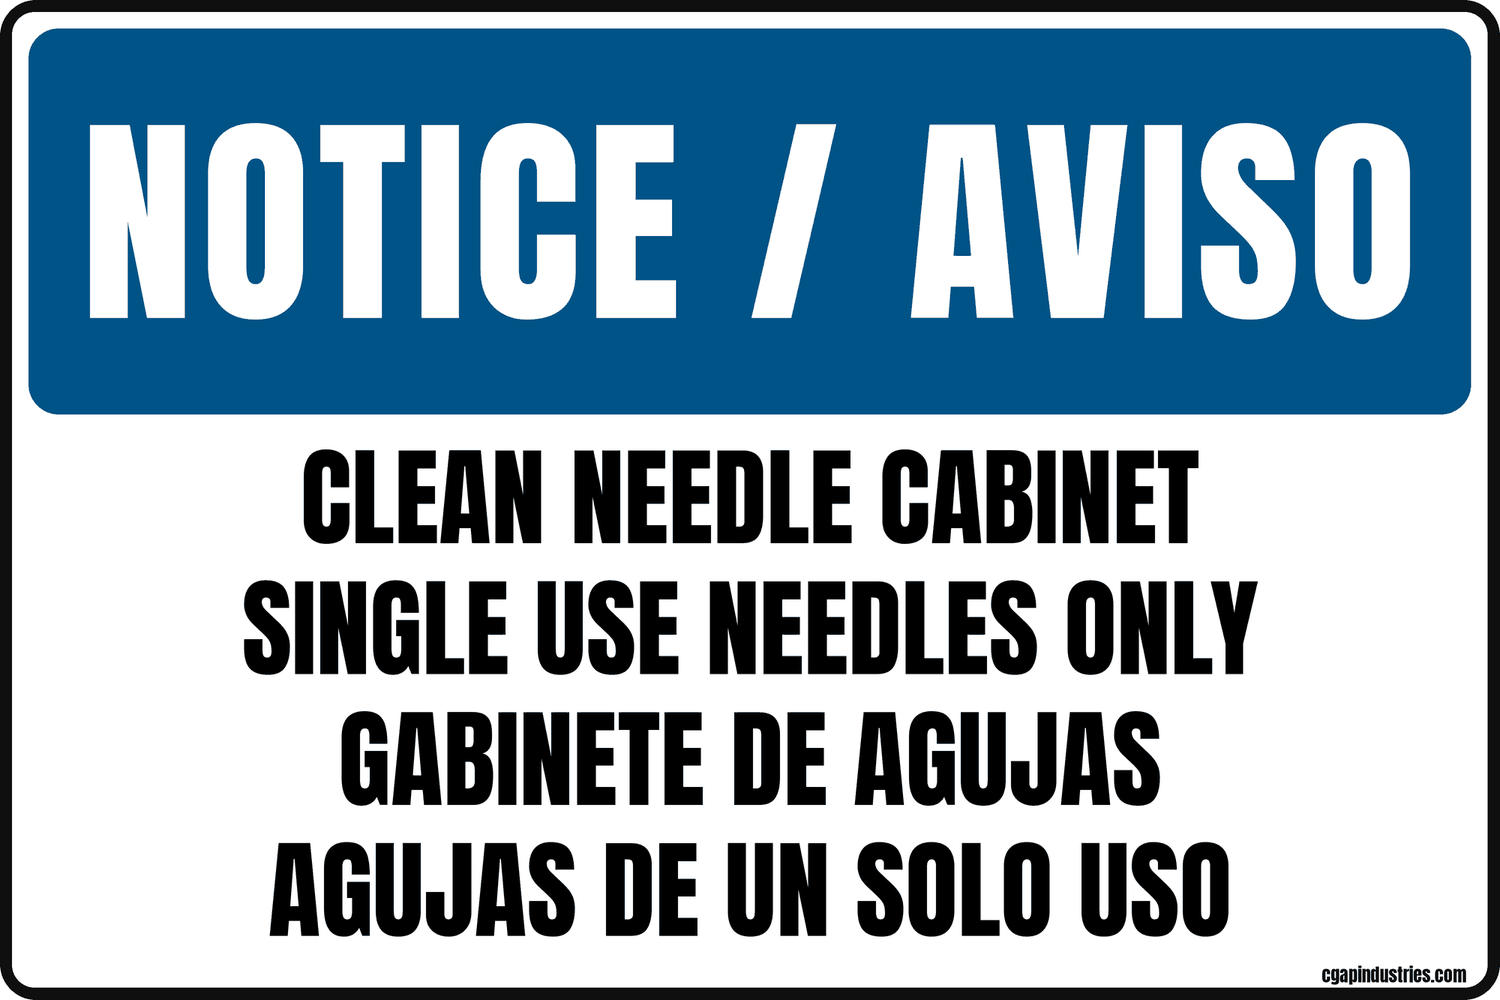 NOTICE / AVISO
CLEAN NEEDLE CABINET
SINGLE USE NEEDLES ONLY
GABINETE DE AGUJAS
AGUJAS DE UN SOLO USO
cgapindustries.com